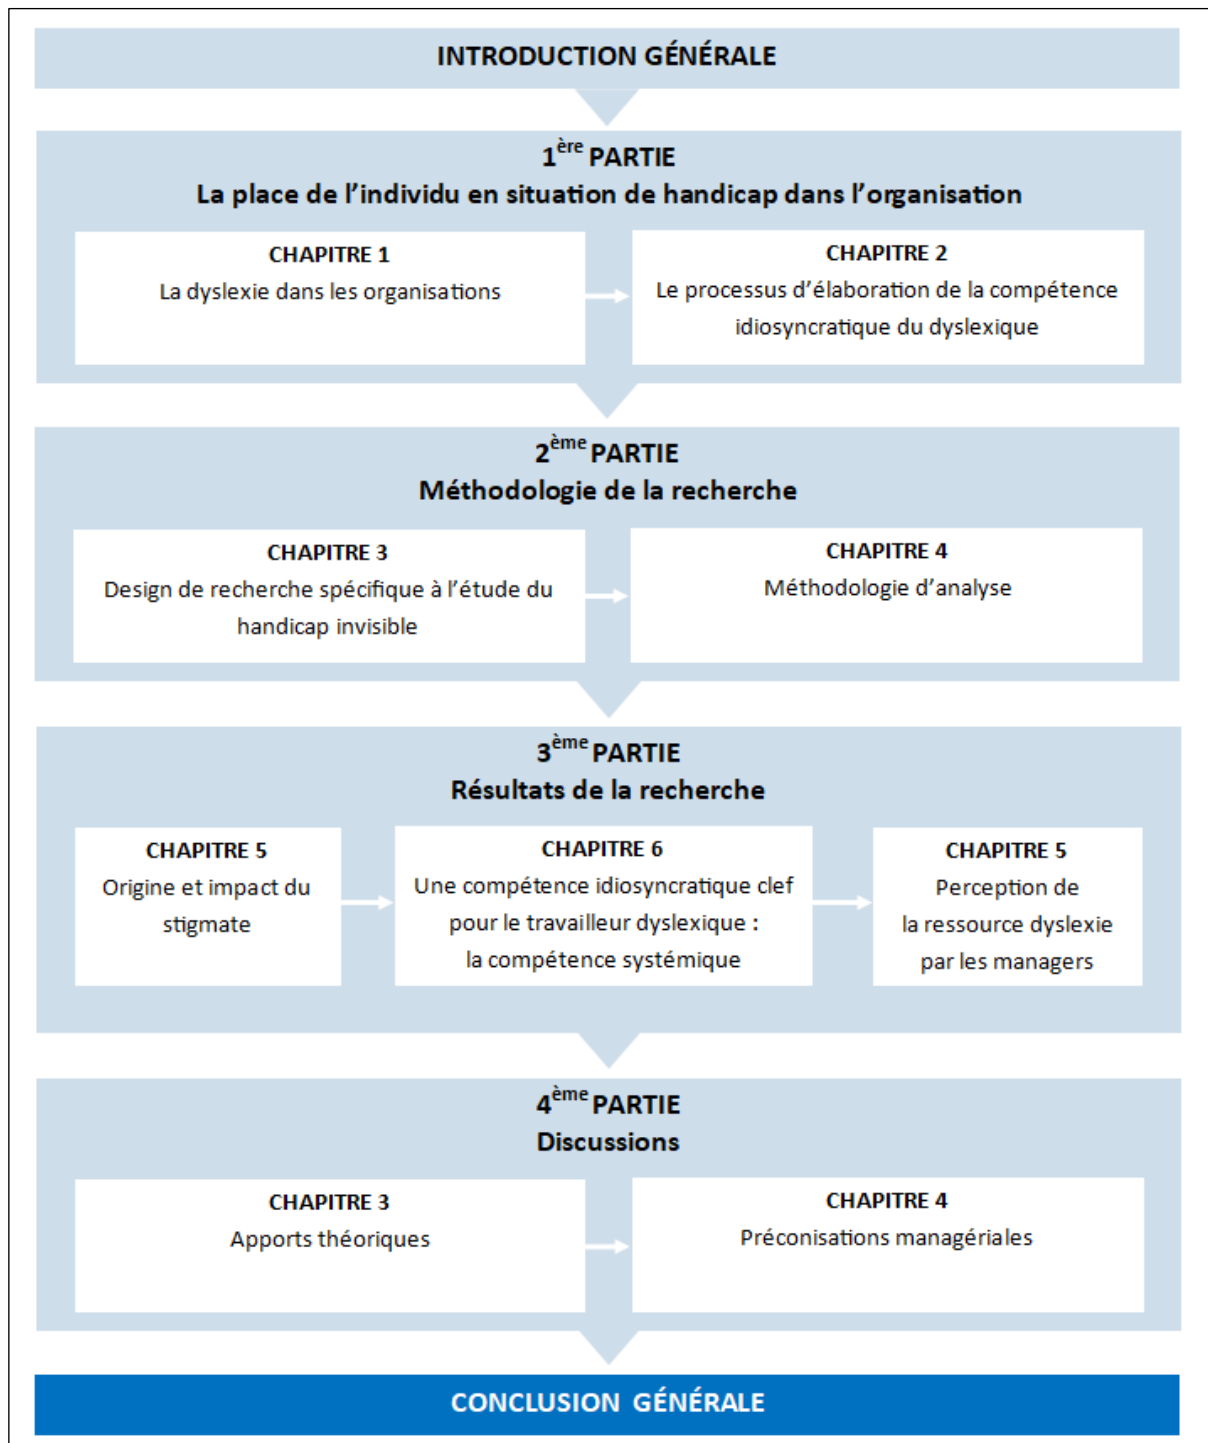 INTRODUCTION GÉNÉRALE
1ère PARTIE
La place de l’individu en situation de handicap dans l’organisation
CHAPITRE 1
La dyslexie dans les organisations
CHAPITRE 2
Le processus d’élaboration de la compétence
idiosyncratique du dyslexique
2ème PARTIE
Méthodologie de la recherche
CHAPITRE 3
Design de recherche spécifique à l’étude du
handicap invisible
CHAPITRE 4
Méthodologie d’analyse
3ème PARTIE
Résultats de la recherche
CHAPITRE 5
Origine et impact du
stigmate
CHAPITRE 6
Une compétence idiosyncratique clef
pour le travailleur dyslexique :
la compétence systémique
CHAPITRE 5
Perception de
la ressource dyslexie
par les managers
4ème PARTIE
Discussions
CHAPITRE 3
Apports théoriques
CHAPITRE 4
Préconisations managériales
CONCLUSION GÉNÉRALE